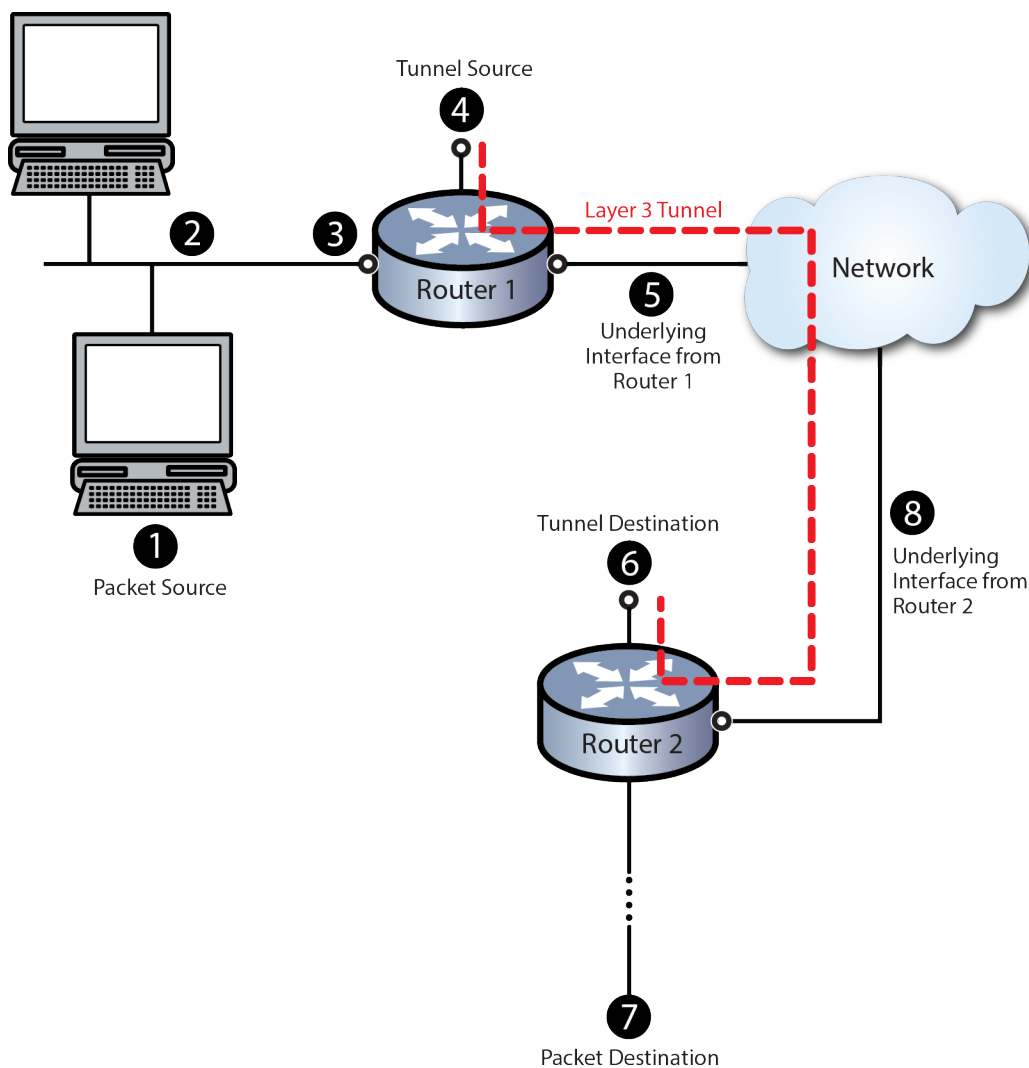 Tunnel Source
4
2
3
Layer 3 Tunnel
Router 1
Network
5
Underlying
Interface from
Router 1
1
Packet Source
Tunnel Destination
6
8
Underlying
Interface from
Router 2
Router 2
7
Packet Destination